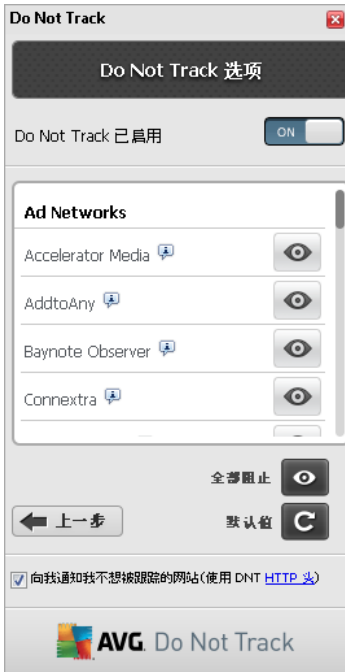 Do Not Track
Do Not Track 选项
Do Not Track 已启用
ON
Ad Networks
Accelerator Media
AddtoAny
Baynote Observer
Connextra
全部阻止
上一步
默认值
向我通知我不想被跟踪的网站(使用 DNT HTTP 头)
AVG. Do Not Track